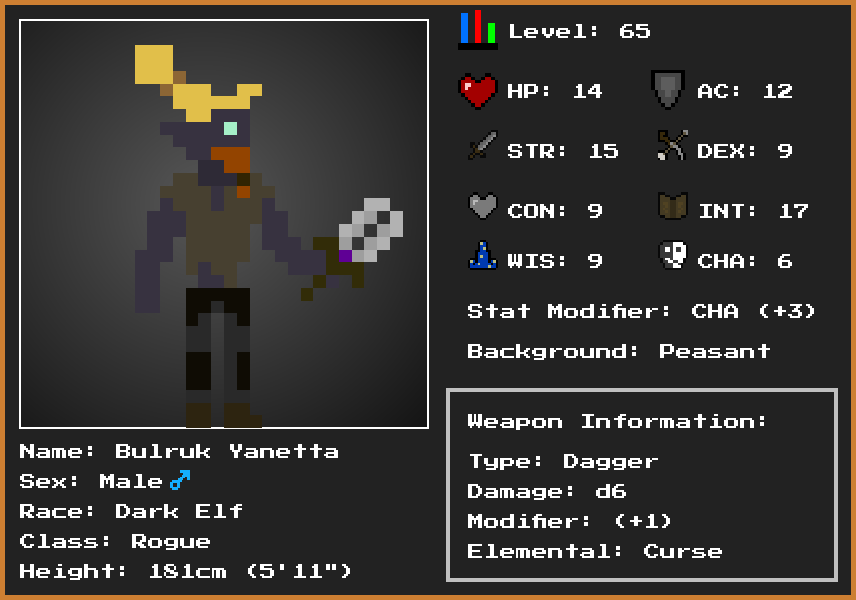 Level: 65
HP: 14
AC: 12
STR: 15
DEX: 9
CON: 9
INT: 17
WIS: 9
CHA: 6
Stat Modifier: CHA (+3)
Background: Peasant
Weapon Information:
Type: Dagger
Damage: d6
Modifier: (+1)
Elemental: Curse
Name: Bulruk Yanetta
Sex: Male ♂
Race: Dark Elf
Class: Rogue
Height: 181cm (5'11")